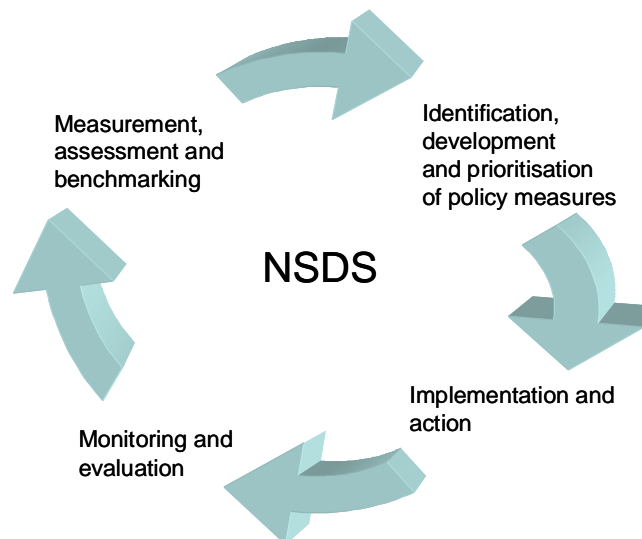 Measurement,
assessment and
benchmarking
Identification,
development
and prioritisation
of policy measures
NSDS
Implementation and
action
Monitoring and
evaluation